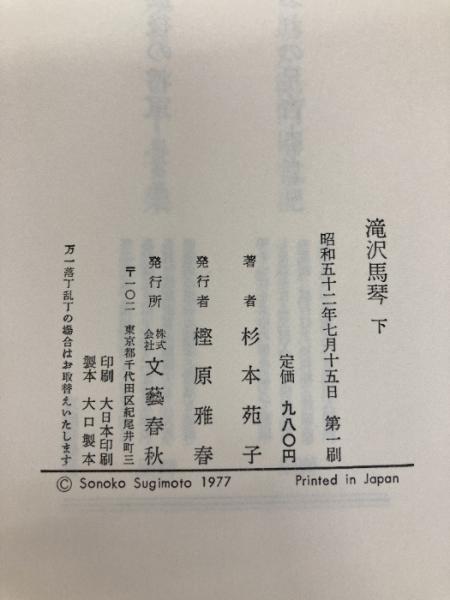 滝沢馬琴 下
昭和五十二年七月十五日 第一刷
定価 九八〇円
著者 杉本苑子
発行者 樫原雅春
発行所 株式会社 文藝春秋
〒一〇二 東京都千代田区紀尾井町三
印刷 大日本印刷
製本 大口製本
万一落丁乱丁の場合はお取替えいたします
© Sonoko Sugimoto 1977 Printed in Japan